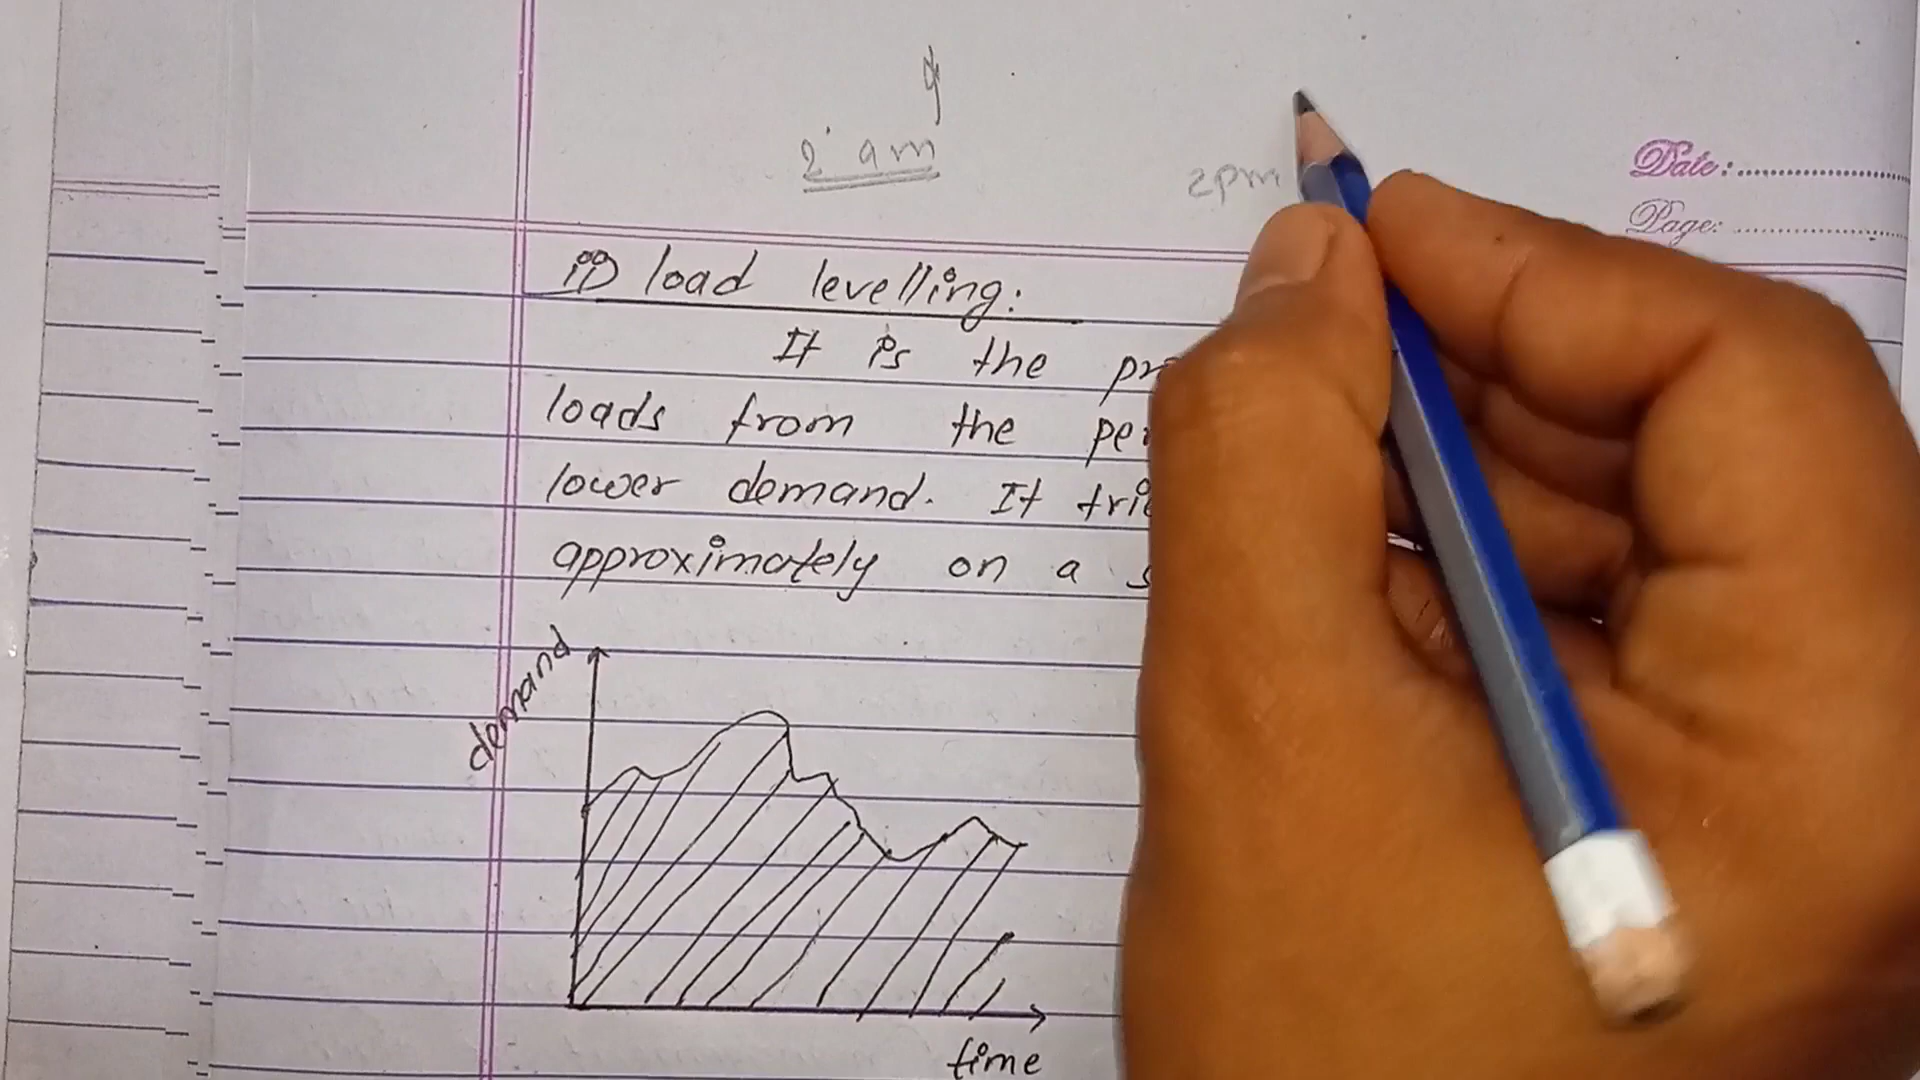 2 am
2pm
Date:
Page:
ii) load levelling:
It is the
loads from the
lower demand. It
approximately on a
demand
time